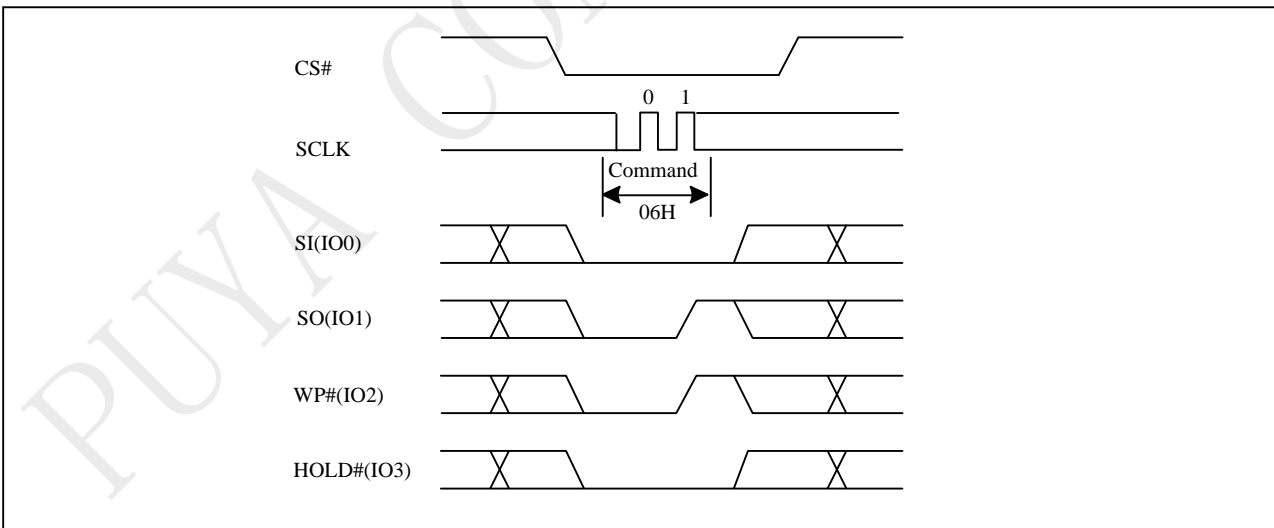 CS#
0 1
SCLK
Command
06H
SI(IO0)
SO(IO1)
WP#(IO2)
HOLD#(IO3)
PUYA CO